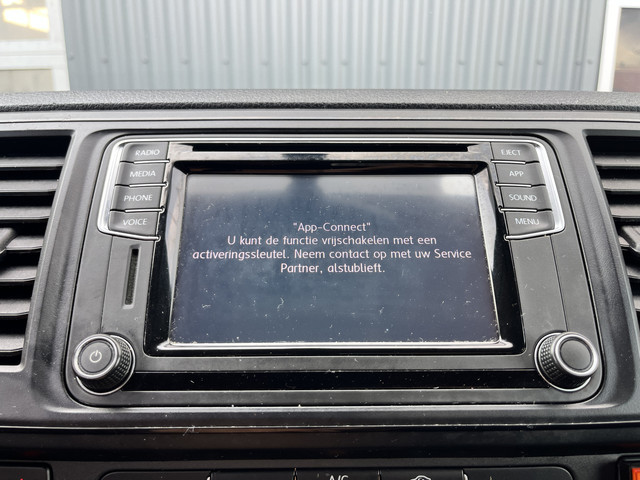 RADIO
MEDIA
PHONE
VOICE
EJECT
APP
SOUND
MENU
"App-Connect"
U kunt de functie vrijschakelen met een
activeringssleutel. Neem contact op met uw Service
Partner, alstublieft.
A/C